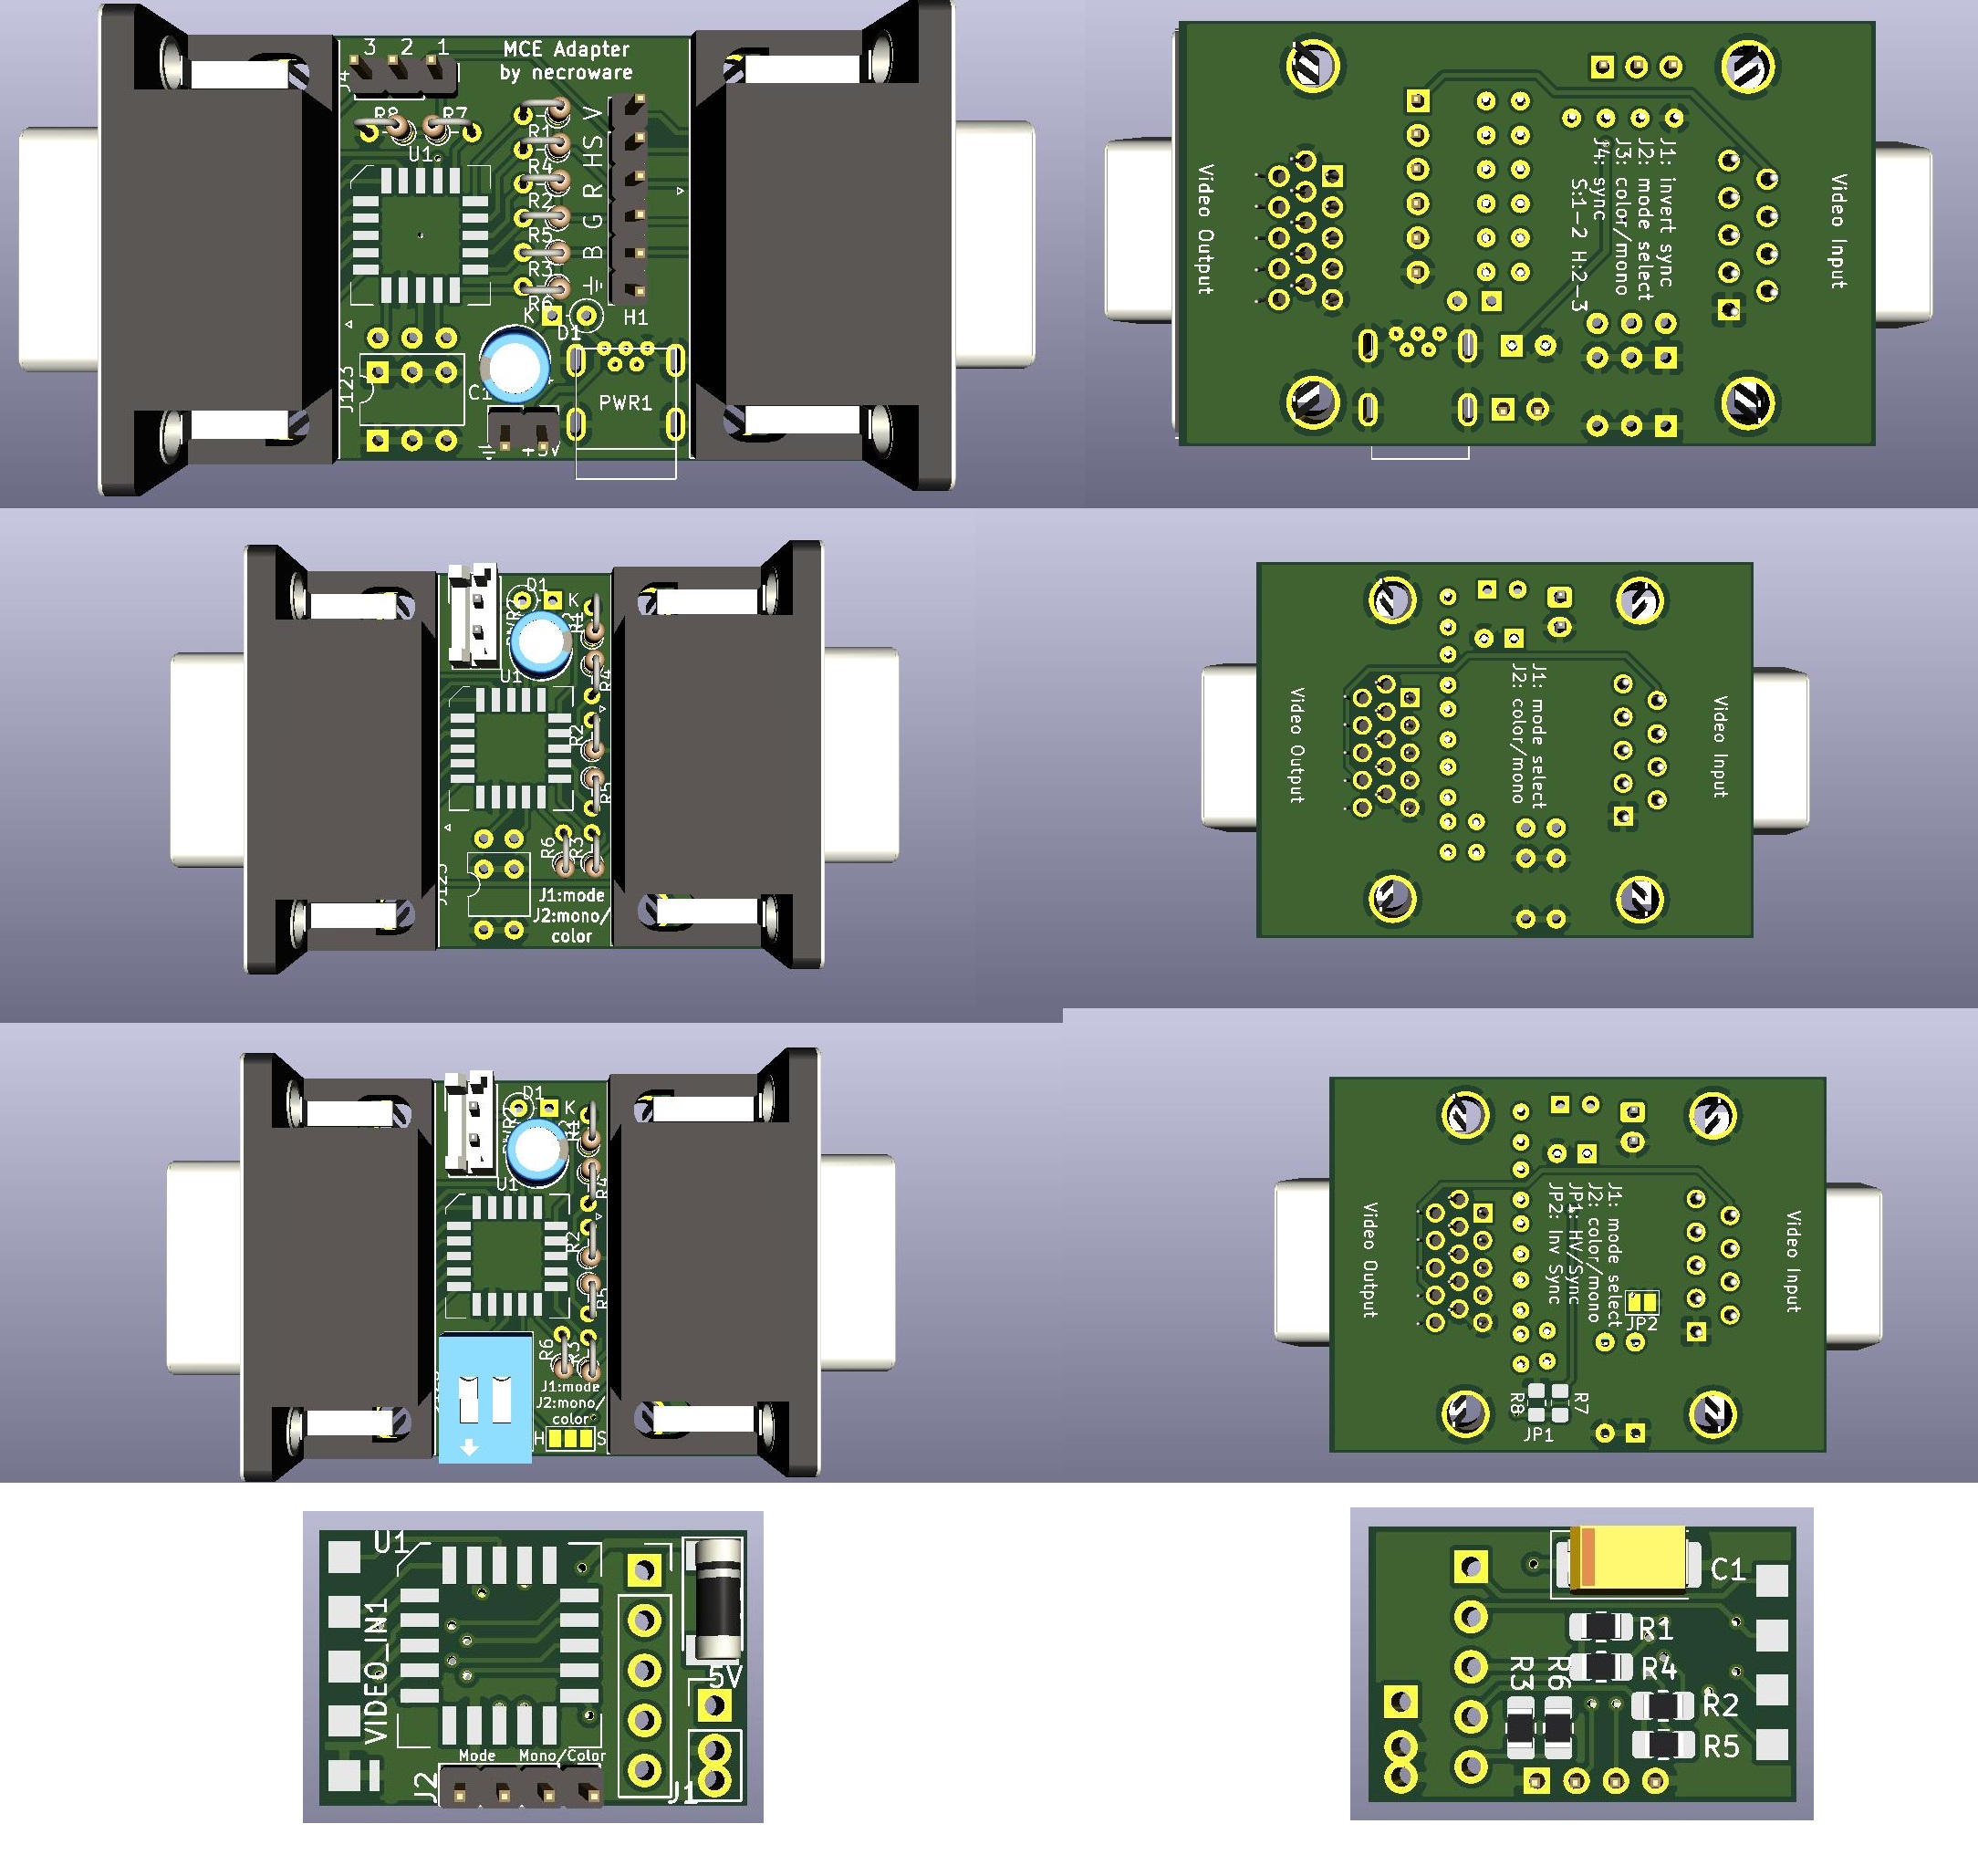 3 2 1
MCE Adapter
by necroware
J4
R8
R7
U1
R1
R4
R2
R5
R3
R6
V
HS
R
G
B
H1
K
D1
J123
C1
PWR1
+5V
Video Output
J1: invert sync
J2: mode select
J3: color/mono
J4: sync
S:1-2 H:2-3
Video Input
D1
K
U1
R4
R2
R5
R6
R3
J123
J1:mode
J2:mono/
color
Video Output
J1: mode select
J2: color/mono
Video Input
D1
K
U1
R4
R2
R5
R6
R3
J1:mode
J2:mono/
color
H
S
Video Output
J1: mode select
J2: color/mono
JP1: HV/Sync
JP2: Inv Sync
Video Input
JP2
R8
R7
JP1
U1
VIDEO_IN1
5V
Mode
Mono/Color
J2
J1
C1
R1
R4
R3
R6
R2
R5